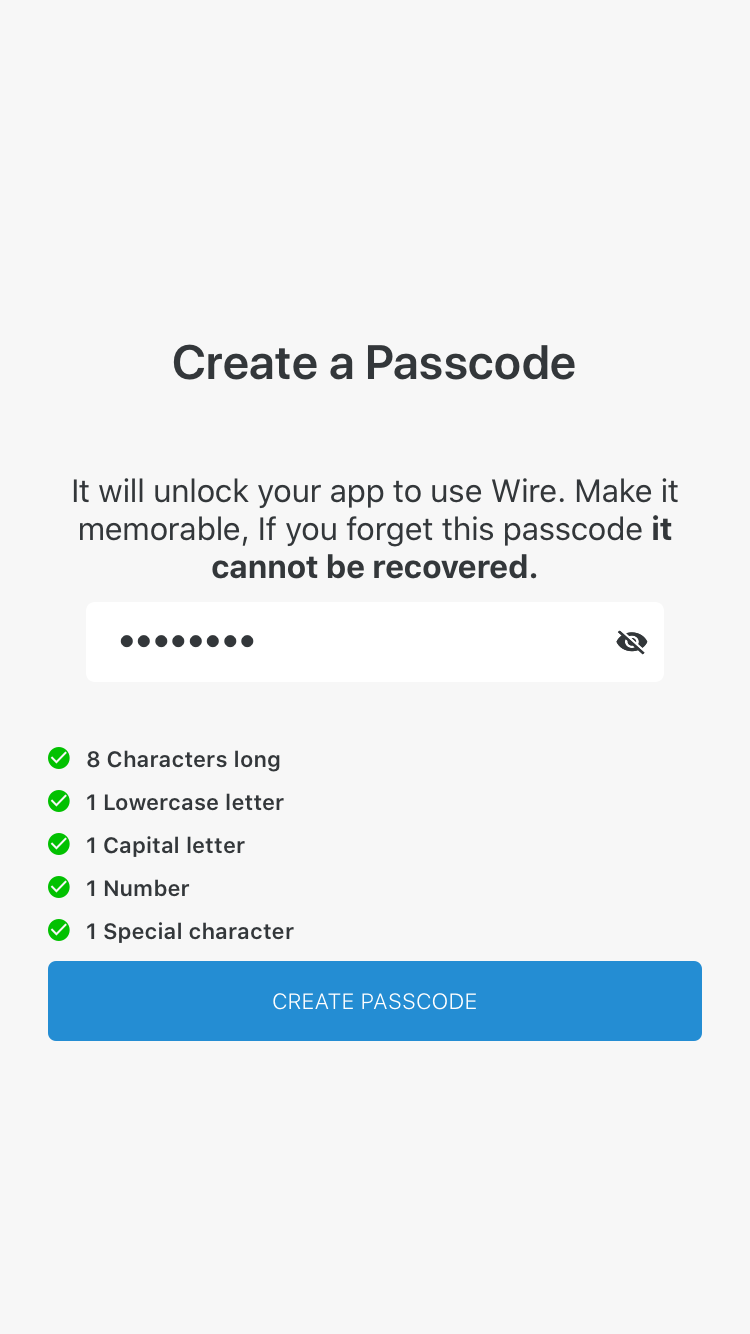 Create a Passcode
It will unlock your app to use Wire. Make it
memorable, If you forget this passcode it
cannot be recovered.
••••••••
8 Characters long
1 Lowercase letter
1 Capital letter
1 Number
1 Special character
CREATE PASSCODE